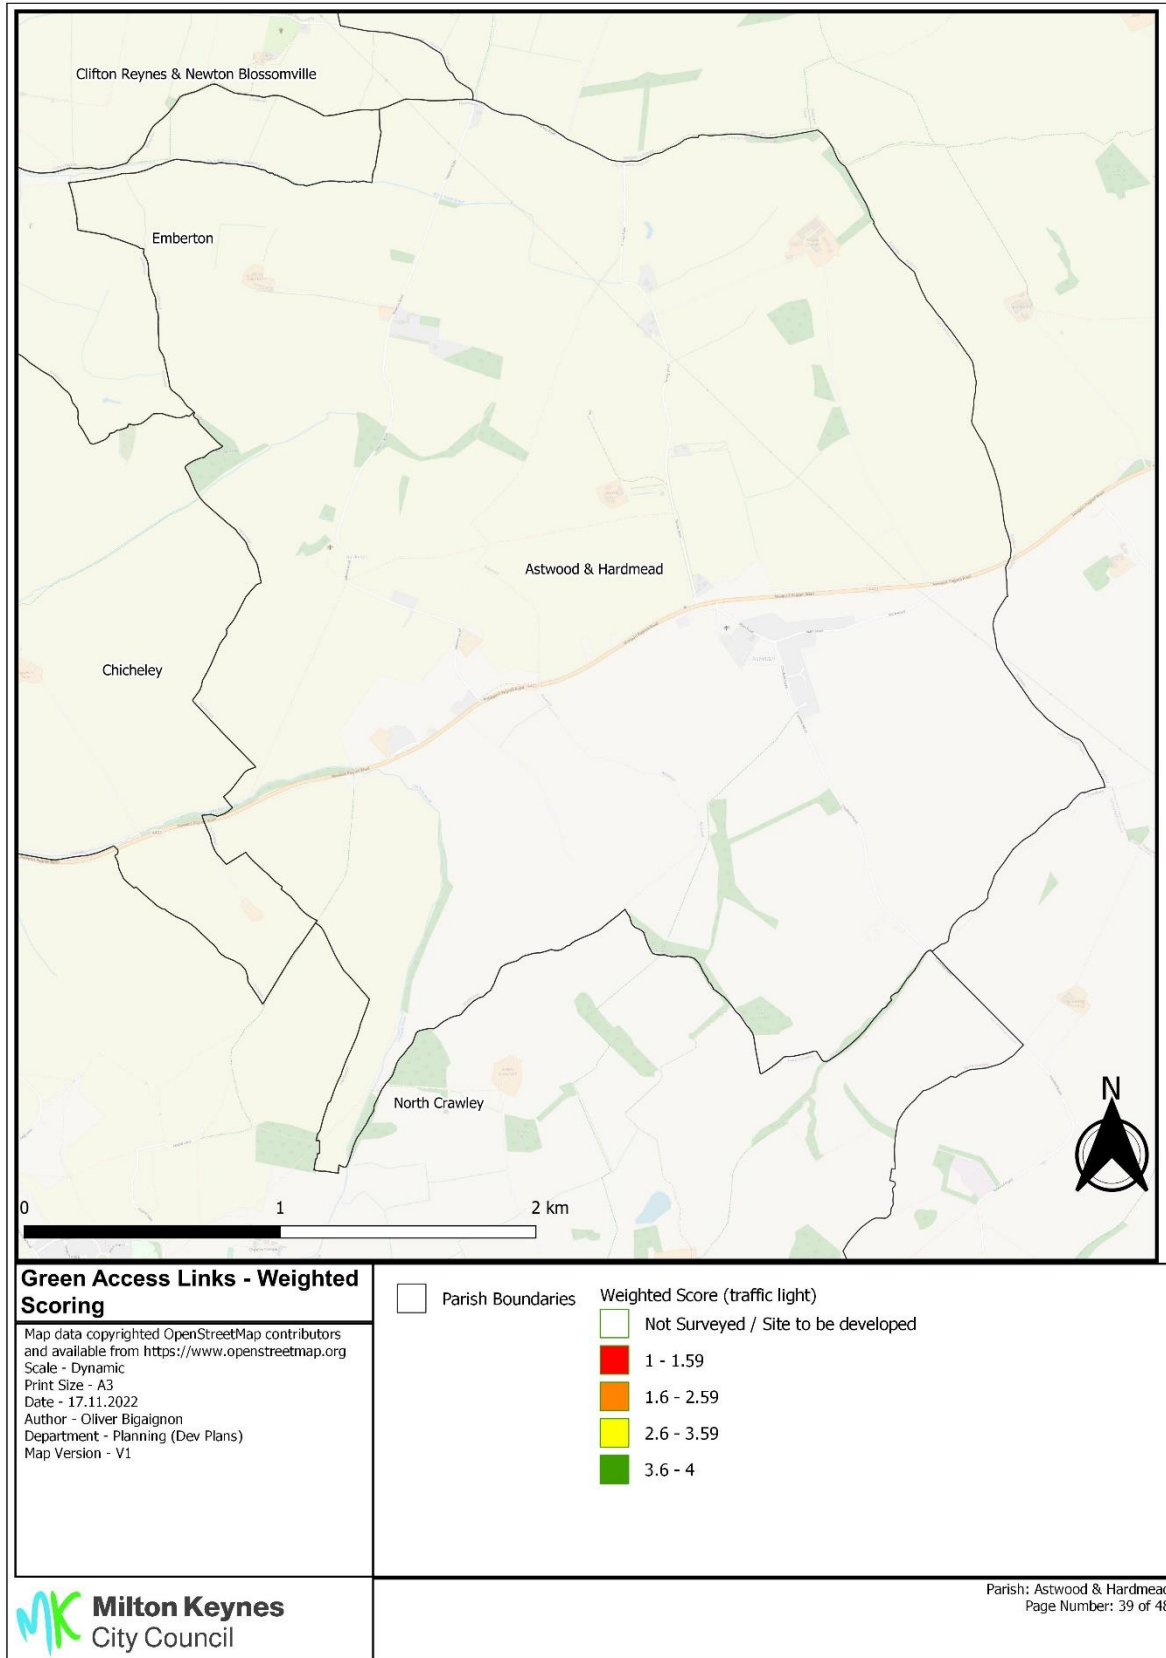 Clifton Reynes & Newton Blossomville
Emberton
Astwood & Hardmead
Chicheley
North Crawley
N
0 1 2 km
Green Access Links - Weighted
Scoring
Map data copyrighted OpenStreetMap contributors
and available from https://www.openstreetmap.org
Scale - Dynamic
Print Size - A3
Date - 17.11.2022
Author - Oliver Bigaignon
Department - Planning (Dev Plans)
Map Version - V1
Parish Boundaries
Weighted Score (traffic light)
Not Surveyed / Site to be developed
1 - 1.59
1.6 - 2.59
2.6 - 3.59
3.6 - 4
MK Milton Keynes
City Council
Parish: Astwood & Hardmead
Page Number: 39 of 48